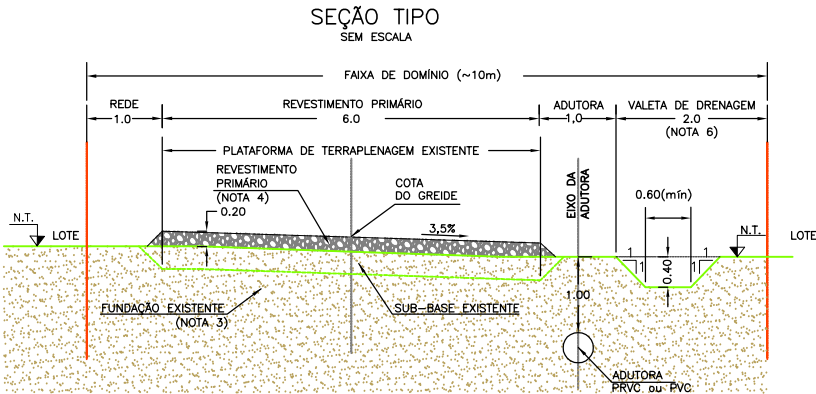 SEÇÃO TIPO
SEM ESCALA
FAIXA DE DOMÍNIO (~10m)
REDE
1.0
REVESTIMENTO PRIMÁRIO
6.0
ADUTORA
1,0
VALETA DE DRENAGEM
2.0
(NOTA 6)
PLATAFORMA DE TERRAPLENAGEM EXISTENTE
REVESTIMENTO
PRIMÁRIO
(NOTA 4)
0.20
COTA
DO GREIDE
3,5%
EIXO DA
ADUTORA
0.60(mín)
N.T.
LOTE
N.T.
LOTE
1
1
1
1
0.40
1.00
FUNDAÇÃO EXISTENTE
(NOTA 3)
SUB-BASE EXISTENTE
ADUTORA
PRVC ou PVC